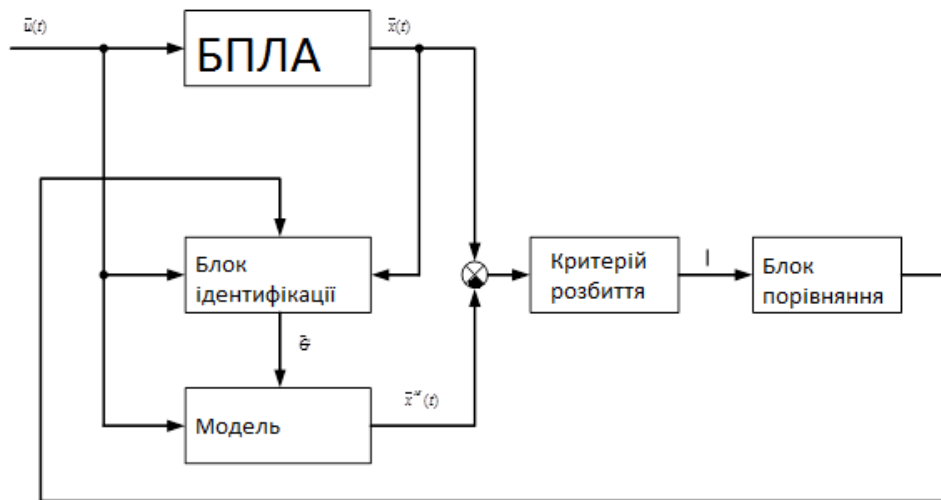 ū(t)
x̄(t)
БПЛА
Блок
ідентифікації
Критерій
розбиття
I
Блок
порівняння
Модель
x̄ᴹ(t)